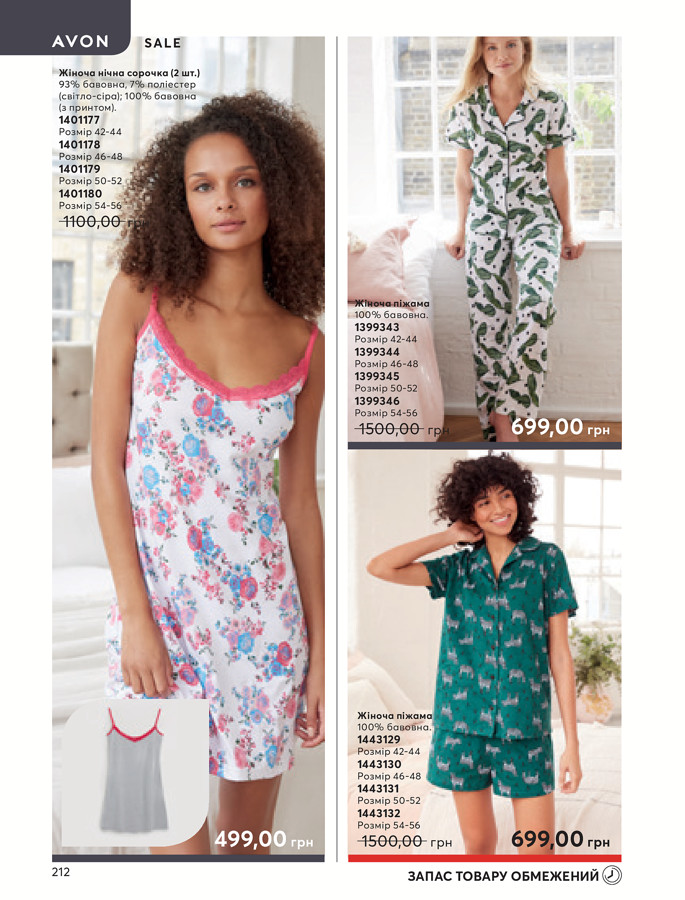 AVON
SALE
Жіноча нічна сорочка (2 шт.)
93% бавовна, 7% поліестер
(світло-сіра); 100% бавовна
(з принтом).
1401177
Розмір 42-44
1401178
Розмір 46-48
1401179
Розмір 50-52
1401180
Розмір 54-56
1100,00 грн
499,00 грн
Жіноча піжама
100% бавовна.
1399343
Розмір 42-44
1399344
Розмір 46-48
1399345
Розмір 50-52
1399346
Розмір 54-56
1500,00 грн
699,00 грн
Жіноча піжама
100% бавовна.
1443129
Розмір 42-44
1443130
Розмір 46-48
1443131
Розмір 50-52
1443132
Розмір 54-56
1500,00 грн
699,00 грн
212
ЗАПАС ТОВАРУ ОБМЕЖЕНИЙ